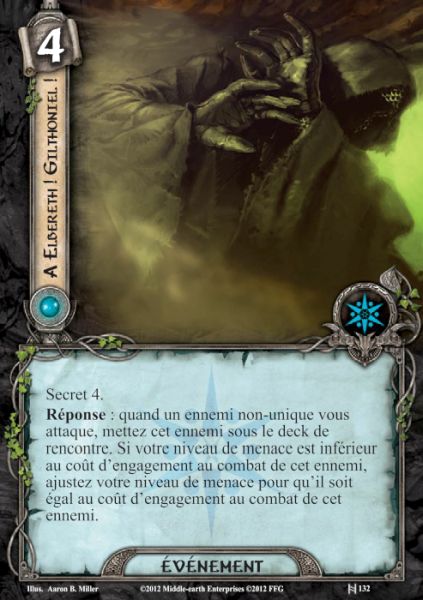 4
A Elbereth ! Gilthoniel !
Secret 4.
Réponse : quand un ennemi non-unique vous
attaque, mettez cet ennemi sous le deck de
rencontre. Si votre niveau de menace est inférieur
au coût d'engagement au combat de cet ennemi,
ajustez votre niveau de menace pour qu'il soit
égal au coût d'engagement au combat de cet
ennemi.
ÉVÉNEMENT
Illus. Aaron B. Miller ©2012 Middle-earth Enterprises ©2012 FFG 132